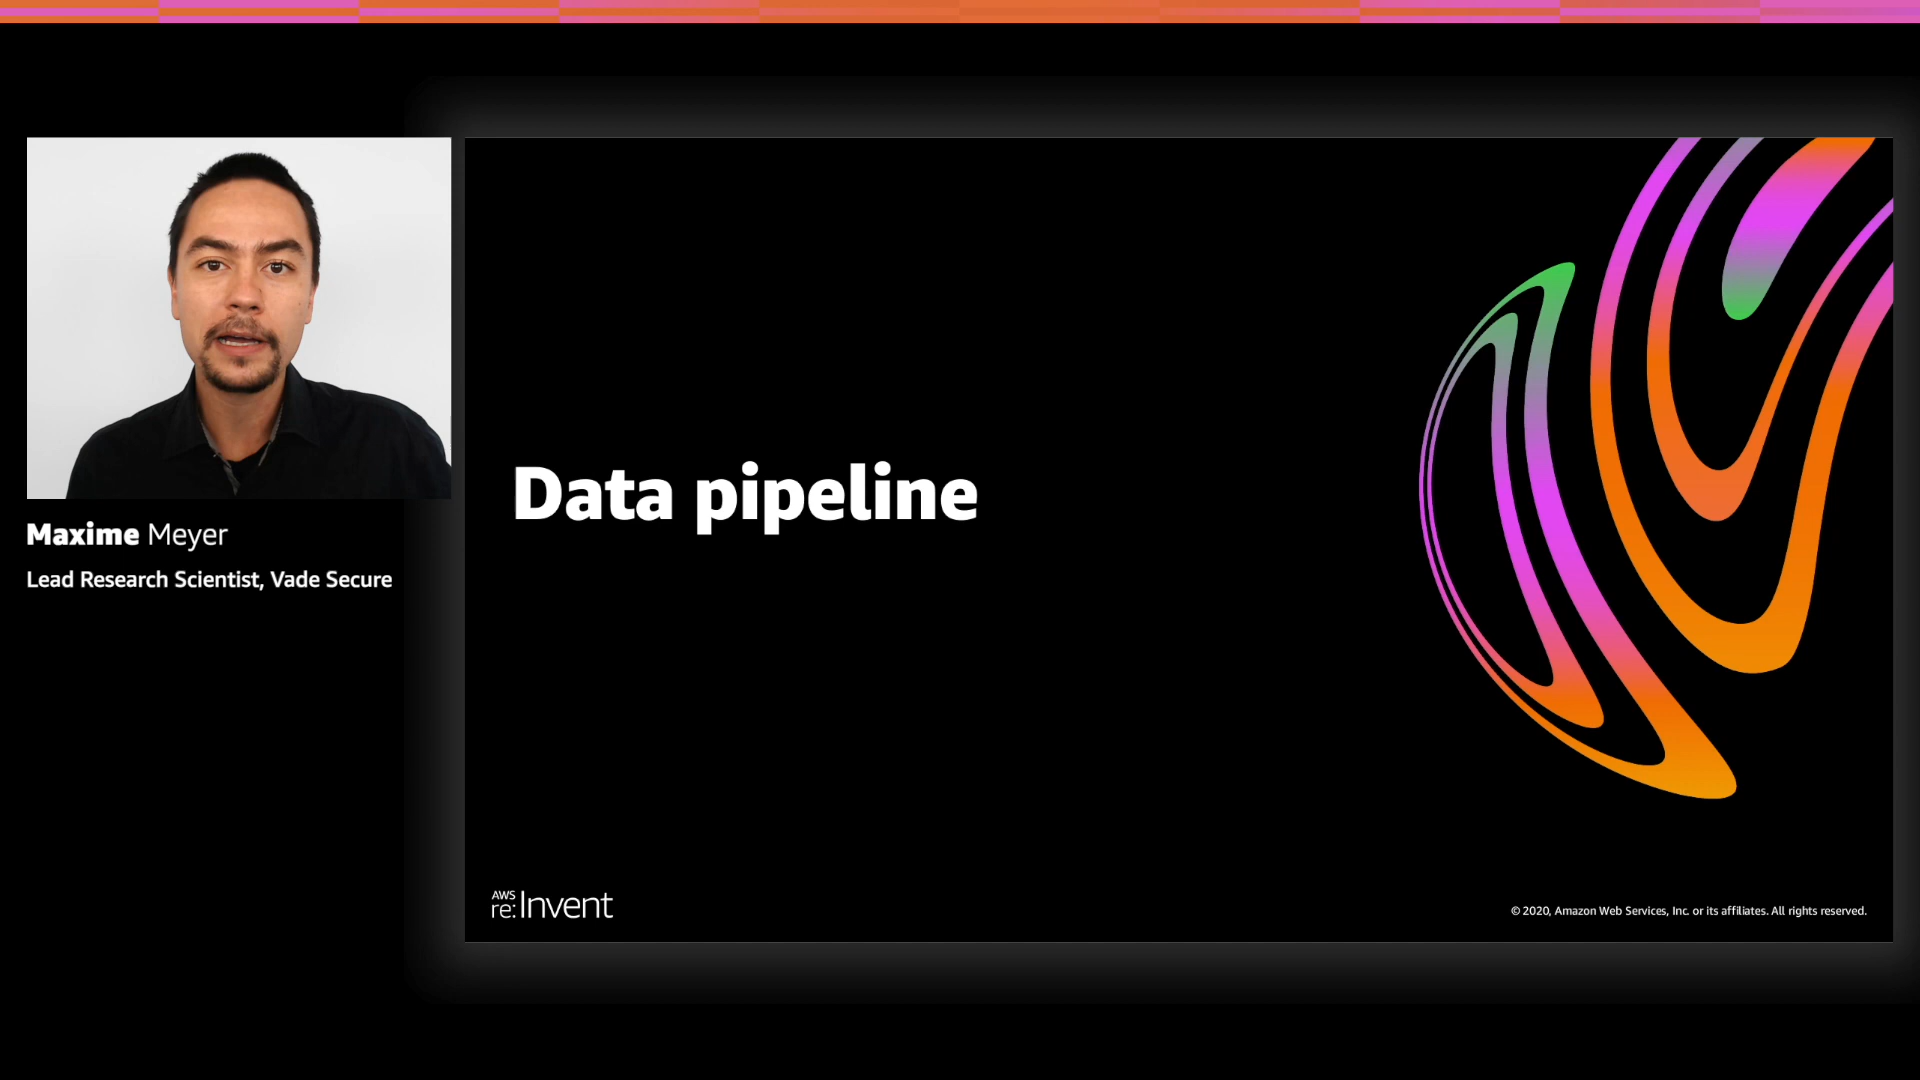 Maxime Meyer
Lead Research Scientist, Vade Secure
Data pipeline
AWS
re:Invent
© 2020, Amazon Web Services, Inc. or its affiliates. All rights reserved.